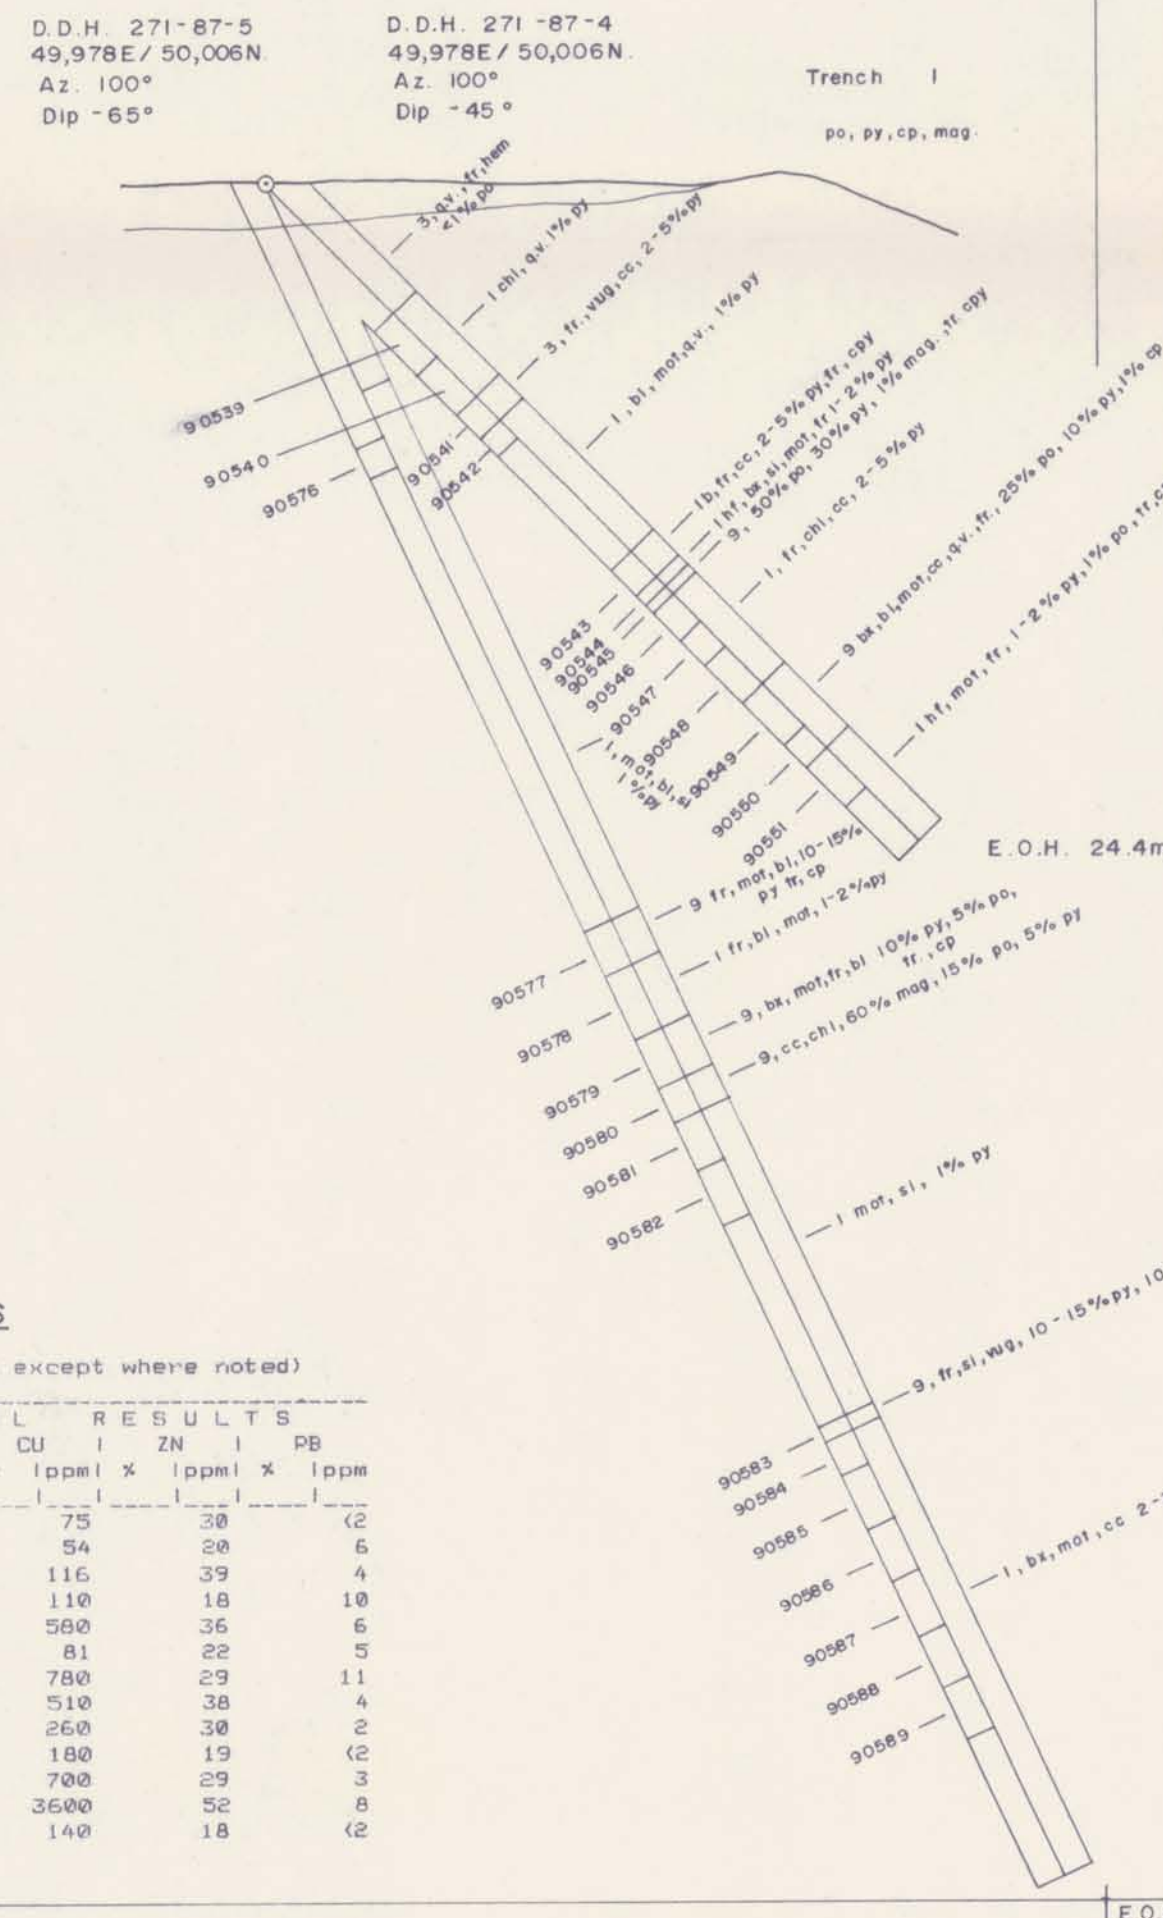 D.D.H. 271-87-5
49,978E/ 50,006N.
Az. 100°
Dip -65°
D.D.H. 271-87-4
49,978E/ 50,006N.
Az. 100°
Dip -45°
Trench 1
po, py, cp, mag.
3, q.v., fr, hem
<1% po
1 chl, q.v. 1% py
3, fr., vug, cc, 2-5% py
1, bl, mot, q.v., 1% py
1b, fr, cc, 2-5% py, tr, cpy
1hf, bx, si, mot, fr 1-2% py
9, 50% po, 30% py, 1% mag., tr. cpy
1, fr, chl, cc, 2-5% py
9 bx, bl, mot, cc, q.v., fr., 25% po, 10% py, 1% cp
1hf, mot, fr, 1-2% py, 1% po, tr, c
90539
90540
90576
90541
90542
90543
90544
90545
90546
90547
90548
90549
90550
90551
1, mot, bl, si
1% py
E.O.H. 24.4m
9 fr, mot, bl, 10-15%
py tr, cp
1 fr, bl, mot, 1-2% py
9, bx, mot, fr, bl 10% py, 5% po,
tr., cp
9, cc, chl, 60% mag, 15% po, 5% py
90577
90578
90579
90580
90581
90582
1 mot, si, 1% py
9, fr, si, vug, 10-15% py, 10
90583
90584
90585
90586
90587
90588
90589
1, bx, mot, cc 2-
S
except where noted)
L R E S U L T S
CU | ZN | PB
|ppm| % |ppm| % |ppm
75 30 <2
54 20 6
116 39 4
110 18 10
580 36 6
81 22 5
780 29 11
510 38 4
260 30 2
180 19 <2
700 29 3
3600 52 8
140 18 <2
E.O.